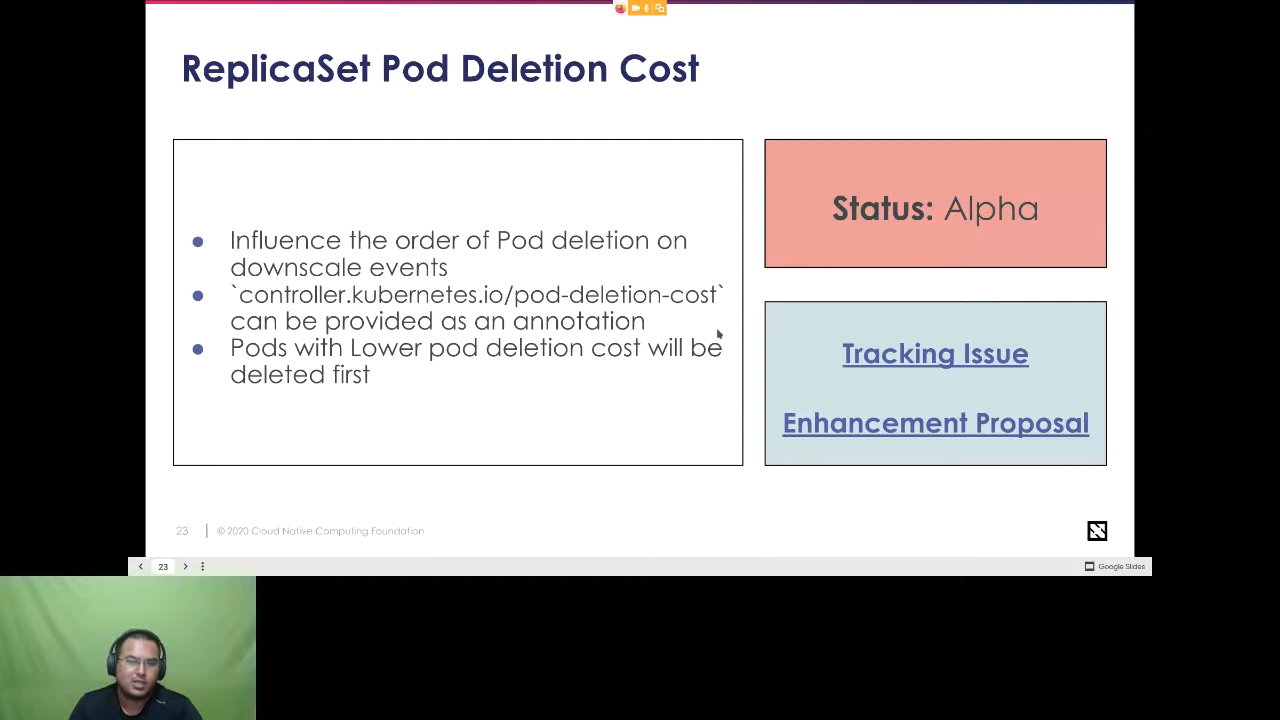 ReplicaSet Pod Deletion Cost
● Influence the order of Pod deletion on
downscale events
● `controller.kubernetes.io/pod-deletion-cost`
can be provided as an annotation
● Pods with Lower pod deletion cost will be
deleted first
Status: Alpha
Tracking Issue
Enhancement Proposal
23 | © 2020 Cloud Native Computing Foundation
23
Google Slides